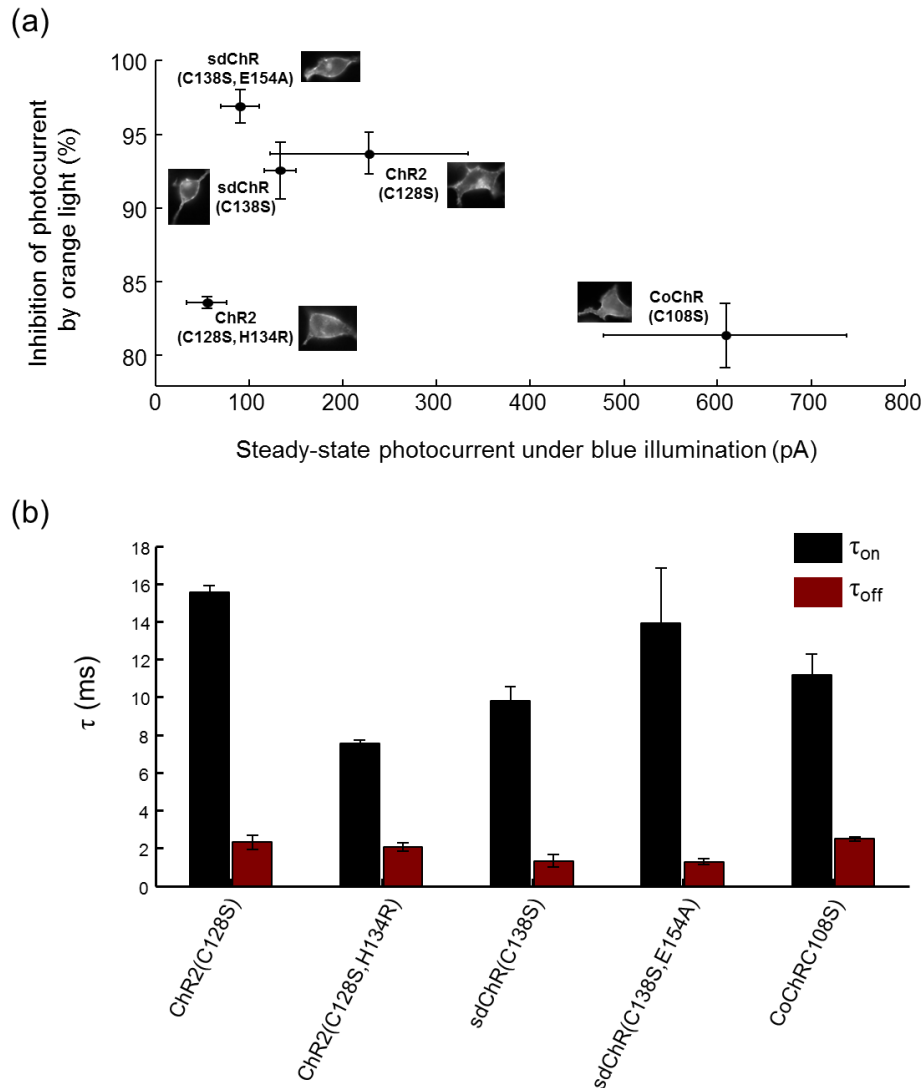 (a)
Inhibition of photocurrent
by orange light (%)
100
95
90
85
80
sdChR
(C138S, E154A)
sdChR
(C138S)
ChR2
(C128S)
ChR2
(C128S, H134R)
CoChR
(C108S)
0 100 200 300 400 500 600 700 800
Steady-state photocurrent under blue illumination (pA)
(b)
τ (ms)
18
16
14
12
10
8
6
4
2
0
τon
τoff
ChR2(C128S)
ChR2(C128S,H134R)
sdChR(C138S)
sdChR(C138S,E154A)
CoChRC108S)